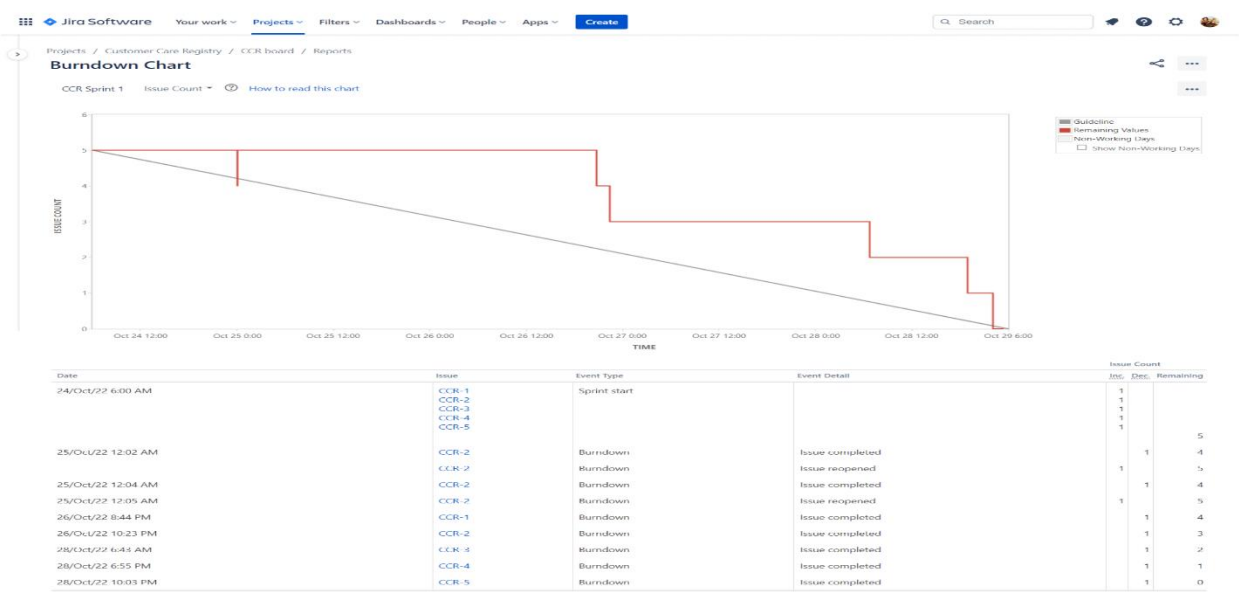 Jira Software Your work Projects Filters Dashboards People Apps Create Search
Projects / Customer Care Registry / CCR board / Reports
Burndown Chart
CCR Sprint 1 Issue Count How to read this chart
Guideline
Remaining Values
Non-Working Days
Show Non-Working Days
6
5
4
3
2
1
0
ISSUE COUNT
Oct 24 12:00 Oct 25 0:00 Oct 25 12:00 Oct 26 0:00 Oct 26 12:00 Oct 27 0:00 Oct 27 12:00 Oct 28 0:00 Oct 28 12:00 Oct 29 6:00
TIME
Issue Count
Date Issue Event Type Event Detail Inc. Dec. Remaining
24/Oct/22 6:00 AM CCR-1 Sprint start 1
CCR-2 1
CCR-3 1
CCR-4 1
CCR-5 1
5
25/Oct/22 12:02 AM CCR-2 Burndown Issue completed 1 4
CCR-2 Burndown Issue reopened 1 5
25/Oct/22 12:04 AM CCR-2 Burndown Issue completed 1 4
25/Oct/22 12:05 AM CCR-2 Burndown Issue reopened 1 5
26/Oct/22 8:44 PM CCR-1 Burndown Issue completed 1 4
26/Oct/22 10:23 PM CCR-2 Burndown Issue completed 1 3
28/Oct/22 6:43 AM CCR-3 Burndown Issue completed 1 2
28/Oct/22 6:55 PM CCR-4 Burndown Issue completed 1 1
28/Oct/22 10:03 PM CCR-5 Burndown Issue completed 1 0